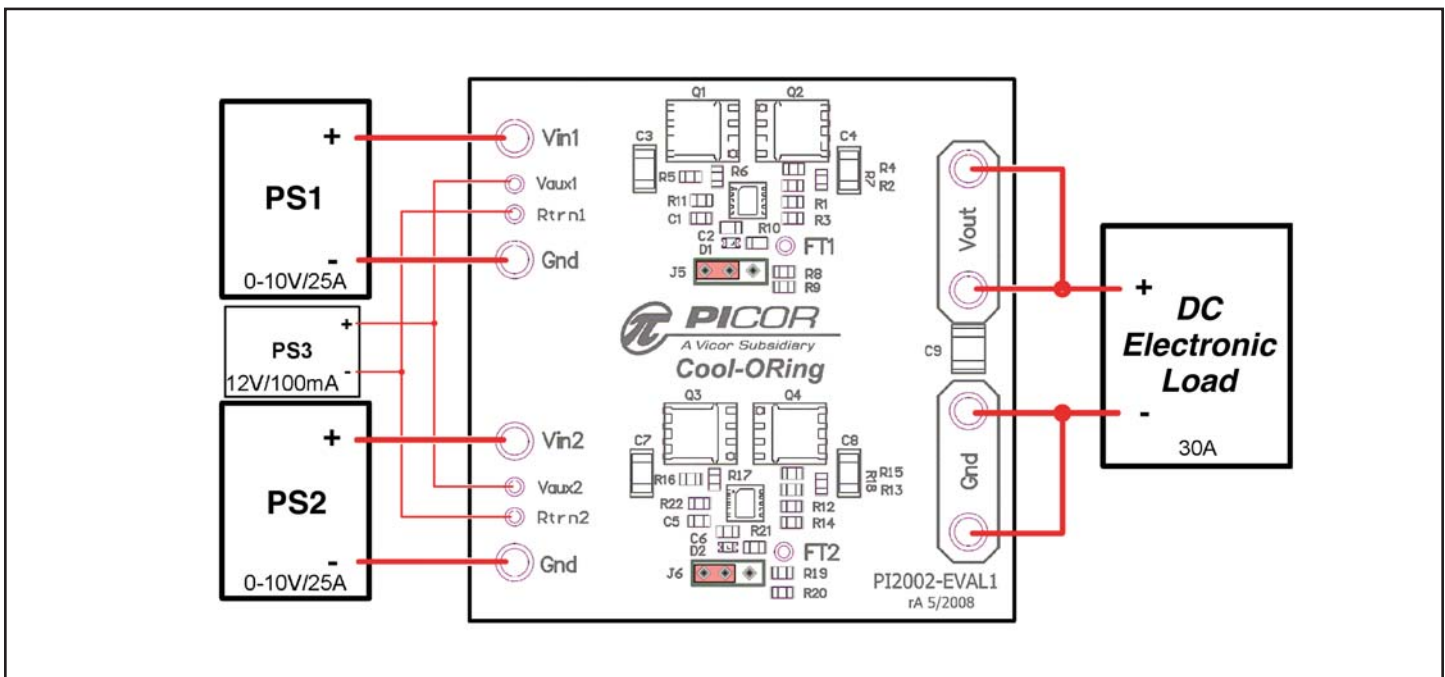 PS1
+
-
0-10V/25A
PS3
+
-
12V/100mA
PS2
+
-
0-10V/25A
Vin1
Vaux1
Rtrn1
Gnd
Vin2
Vaux2
Rtrn2
Gnd
Q1
Q2
C3
C4
R5
R6
R4
R7
R2
R11
R1
C1
R3
C2
R10
D1
FT1
J5
R8
R9
PICOR
A Vicor Subsidiary
Cool-ORing
Q3
Q4
C7
C8
R16
R17
R15
R18
R13
R22
R12
C5
R14
C6
R21
D2
FT2
J6
R19
R20
Vout
C9
Gnd
PI2002-EVAL1
rA 5/2008
+
DC
Electronic
Load
-
30A